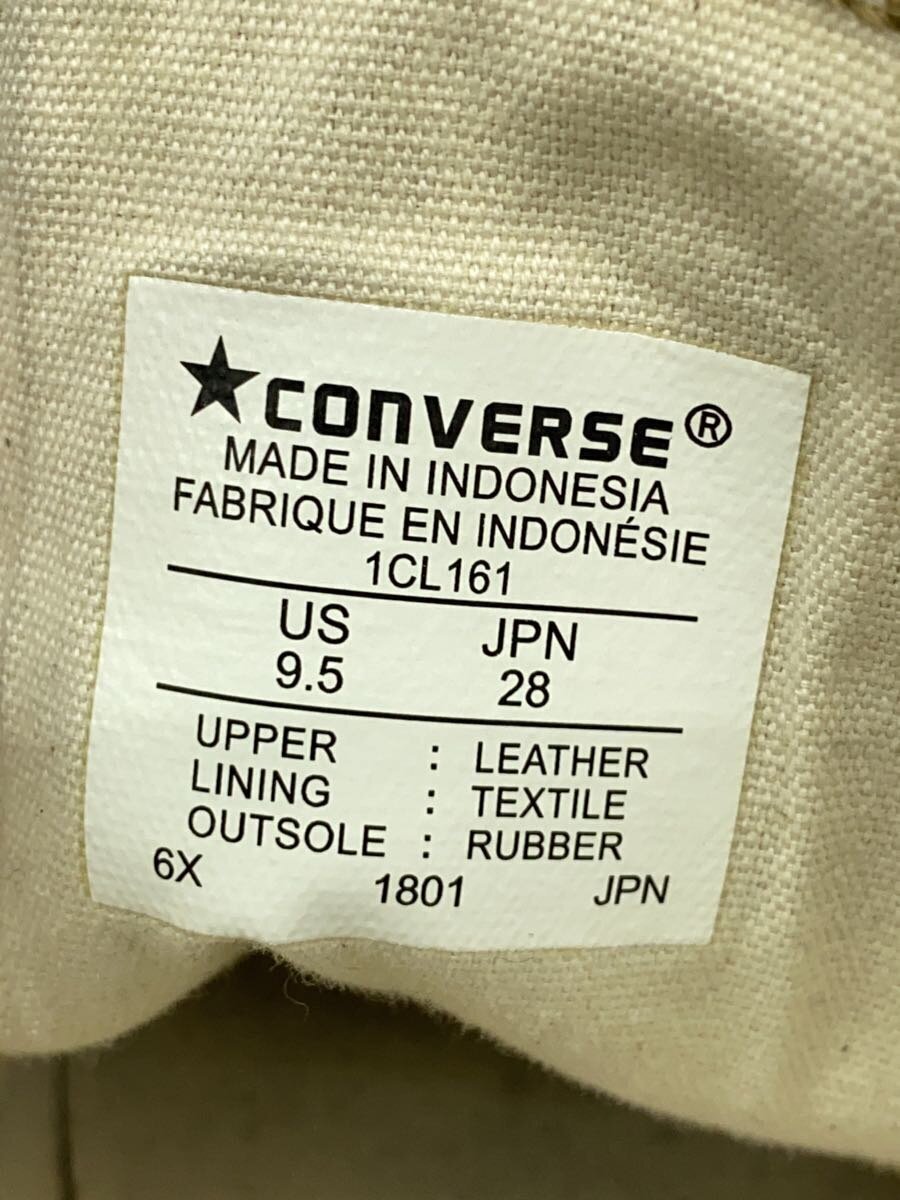 ★CONVERSE®
MADE IN INDONESIA
FABRIQUE EN INDONÉSIE
1CL161
US JPN
9.5 28
UPPER : LEATHER
LINING : TEXTILE
OUTSOLE : RUBBER
6X 1801 JPN